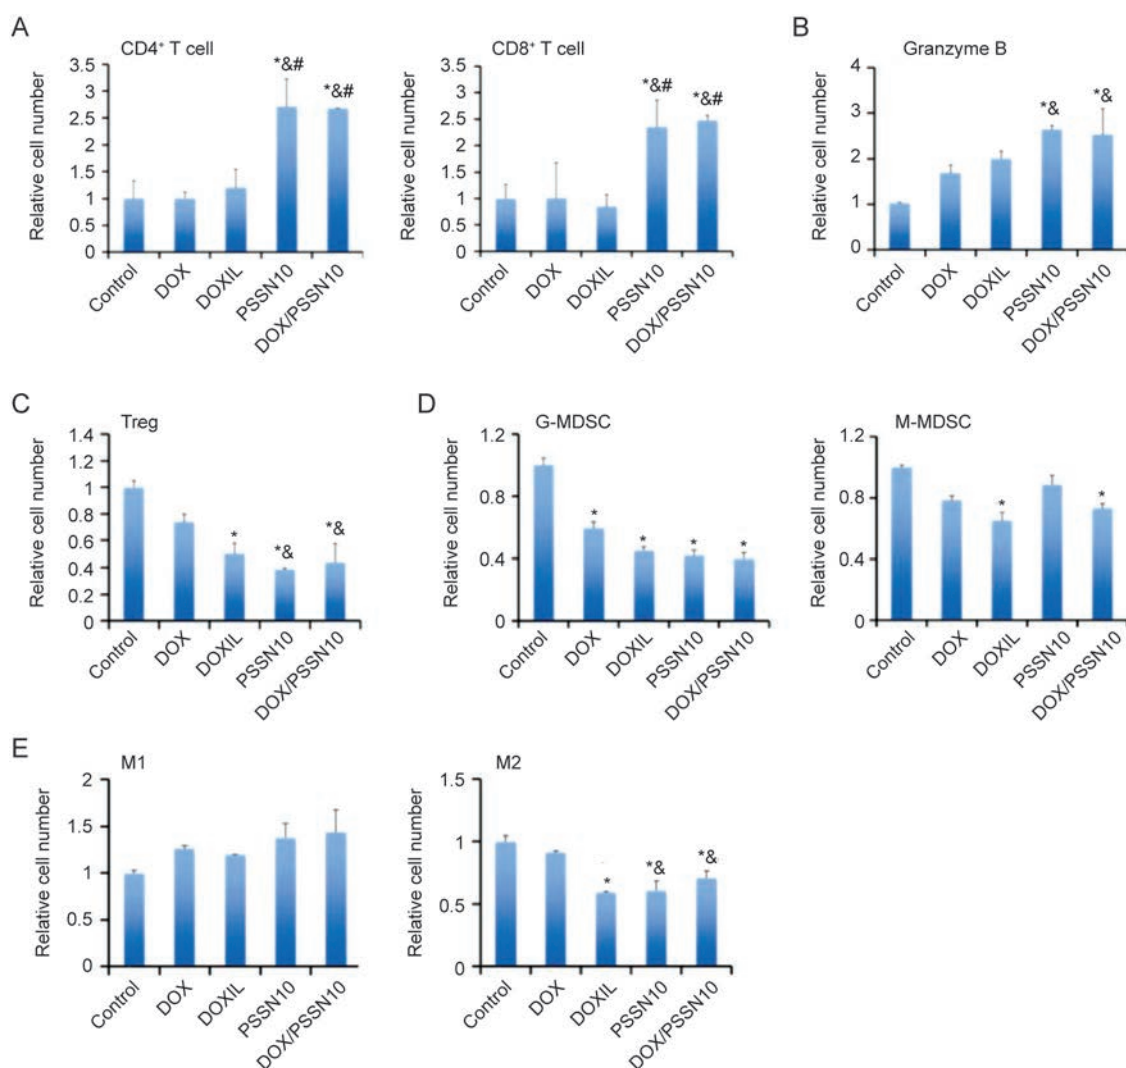 A
CD4⁺ T cell
Relative cell number
3.5
3
2.5
2
1.5
1
0.5
0
*&#
*&#
Control
DOX
DOXIL
PSSN10
DOX/PSSN10
CD8⁺ T cell
Relative cell number
3.5
3
2.5
2
1.5
1
0.5
0
*&#
*&#
Control
DOX
DOXIL
PSSN10
DOX/PSSN10
B
Granzyme B
Relative cell number
4
3
2
1
0
*&
*&
Control
DOX
DOXIL
PSSN10
DOX/PSSN10
C
Treg
Relative cell number
1.4
1.2
1
0.8
0.6
0.4
0.2
0
*
*&
*&
Control
DOX
DOXIL
PSSN10
DOX/PSSN10
D
G-MDSC
Relative cell number
1.2
0.8
0.4
0
*
*
*
*
Control
DOX
DOXIL
PSSN10
DOX/PSSN10
M-MDSC
Relative cell number
1.2
0.8
0.4
0
*
*
Control
DOX
DOXIL
PSSN10
DOX/PSSN10
E
M1
Relative cell number
2
1.5
1
0.5
0
Control
DOX
DOXIL
PSSN10
DOX/PSSN10
M2
Relative cell number
1.5
1
0.5
0
*
*&
*&
Control
DOX
DOXIL
PSSN10
DOX/PSSN10